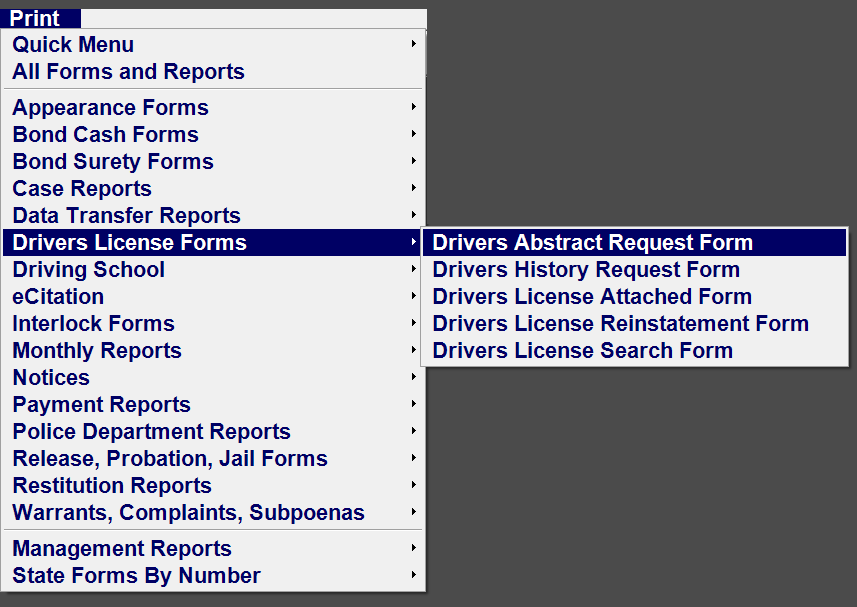 Print
Quick Menu
All Forms and Reports
Appearance Forms
Bond Cash Forms
Bond Surety Forms
Case Reports
Data Transfer Reports
Drivers License Forms
Driving School
eCitation
Interlock Forms
Monthly Reports
Notices
Payment Reports
Police Department Reports
Release, Probation, Jail Forms
Restitution Reports
Warrants, Complaints, Subpoenas
Management Reports
State Forms By Number
Drivers Abstract Request Form
Drivers History Request Form
Drivers License Attached Form
Drivers License Reinstatement Form
Drivers License Search Form